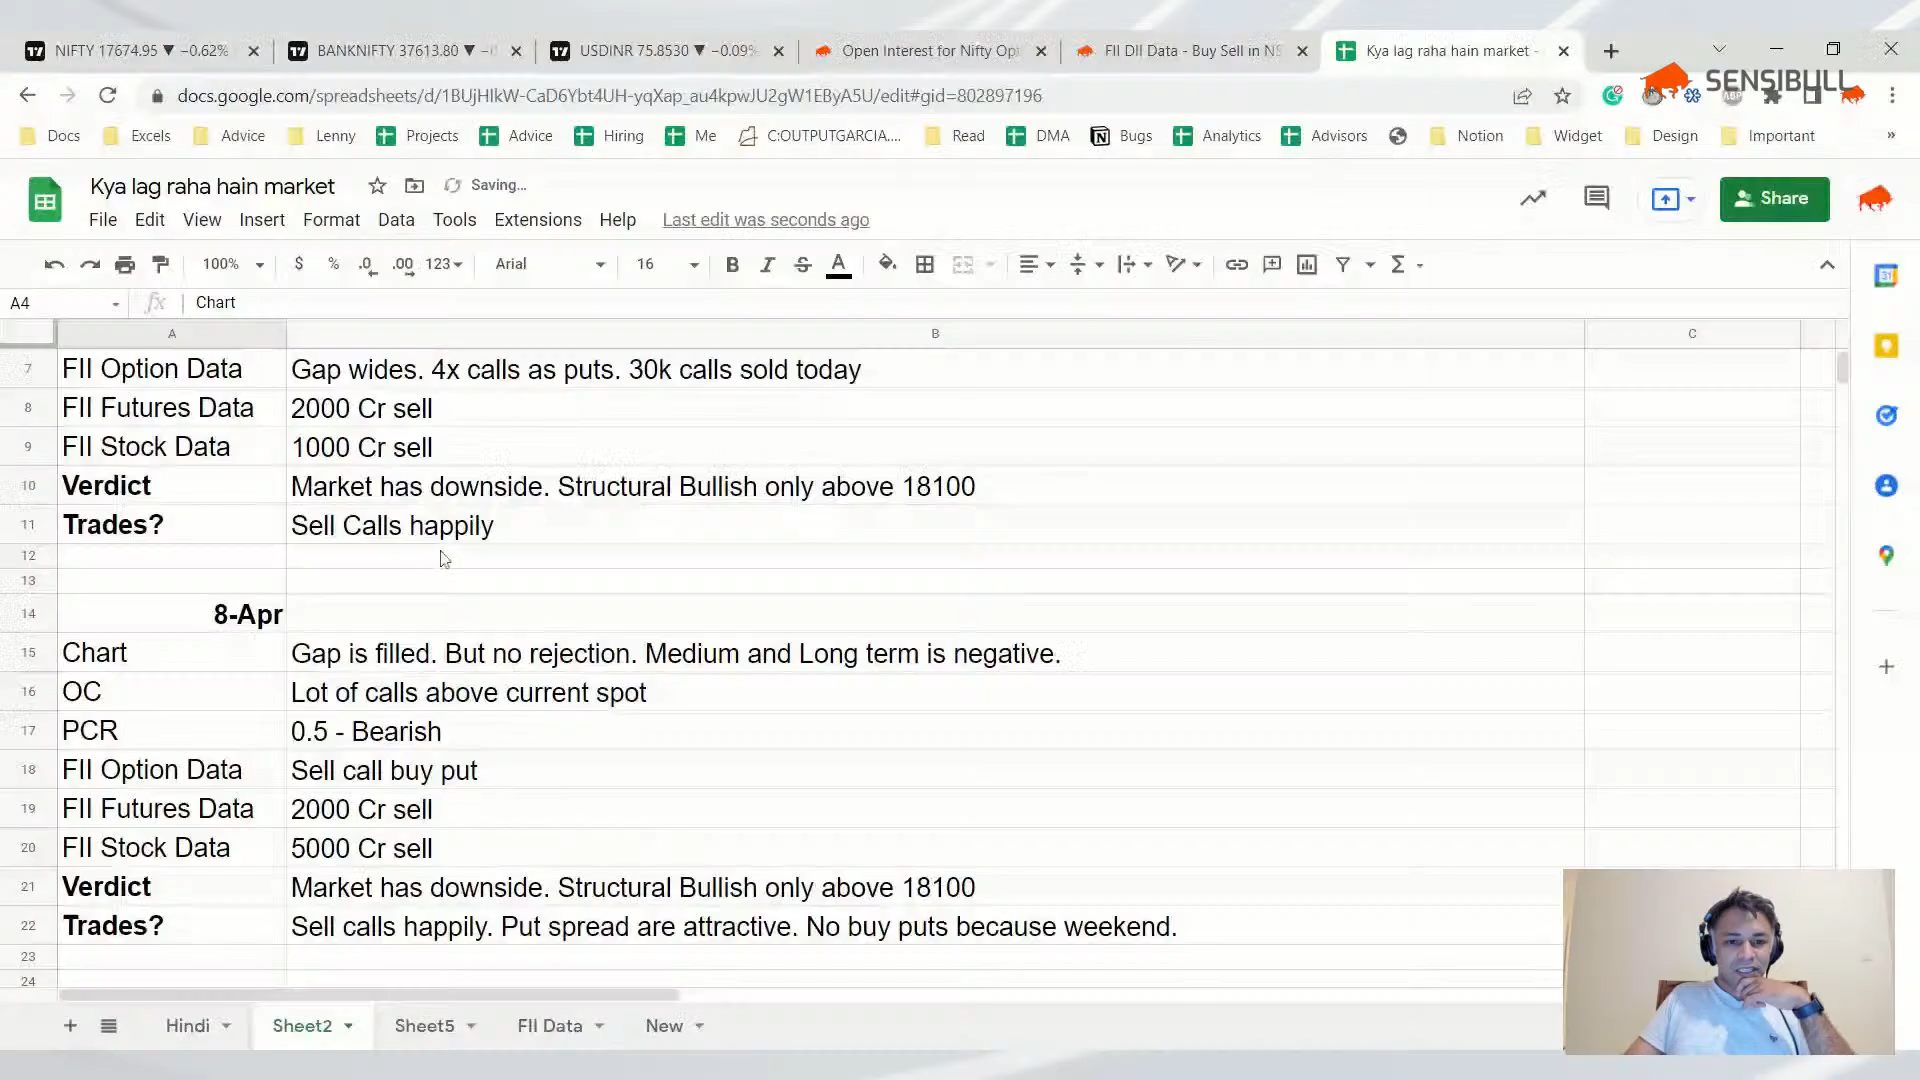 NIFTY 17674.95 ▼ −0.62%
BANKNIFTY 37613.80 ▼
USDINR 75.8530 ▼ −0.09%
Open Interest for Nifty Opt
FII DII Data - Buy Sell in NS
Kya lag raha hain market -
SENSIBULL
docs.google.com/spreadsheets/d/1BUjHIkW-CaD6Ybt4UH-yqXap_au4kpwJU2gW1EByA5U/edit#gid=802897196
Docs Excels Advice Lenny Projects Advice Hiring Me C:OUTPUTGARCIA.... Read DMA Bugs Analytics Advisors Notion Widget Design Important »
Kya lag raha hain market
Saving...
Share
File Edit View Insert Format Data Tools Extensions Help Last edit was seconds ago
100% $ % .0 .00 123 Arial 16 B I S A Σ
A4 fx Chart
A B C
7 FII Option Data Gap wides. 4x calls as puts. 30k calls sold today
8 FII Futures Data 2000 Cr sell
9 FII Stock Data 1000 Cr sell
10 Verdict Market has downside. Structural Bullish only above 18100
11 Trades? Sell Calls happily
12
13
14 8-Apr
15 Chart Gap is filled. But no rejection. Medium and Long term is negative.
16 OC Lot of calls above current spot
17 PCR 0.5 - Bearish
18 FII Option Data Sell call buy put
19 FII Futures Data 2000 Cr sell
20 FII Stock Data 5000 Cr sell
21 Verdict Market has downside. Structural Bullish only above 18100
22 Trades? Sell calls happily. Put spread are attractive. No buy puts because weekend.
23
24
Hindi Sheet2 Sheet5 FII Data New